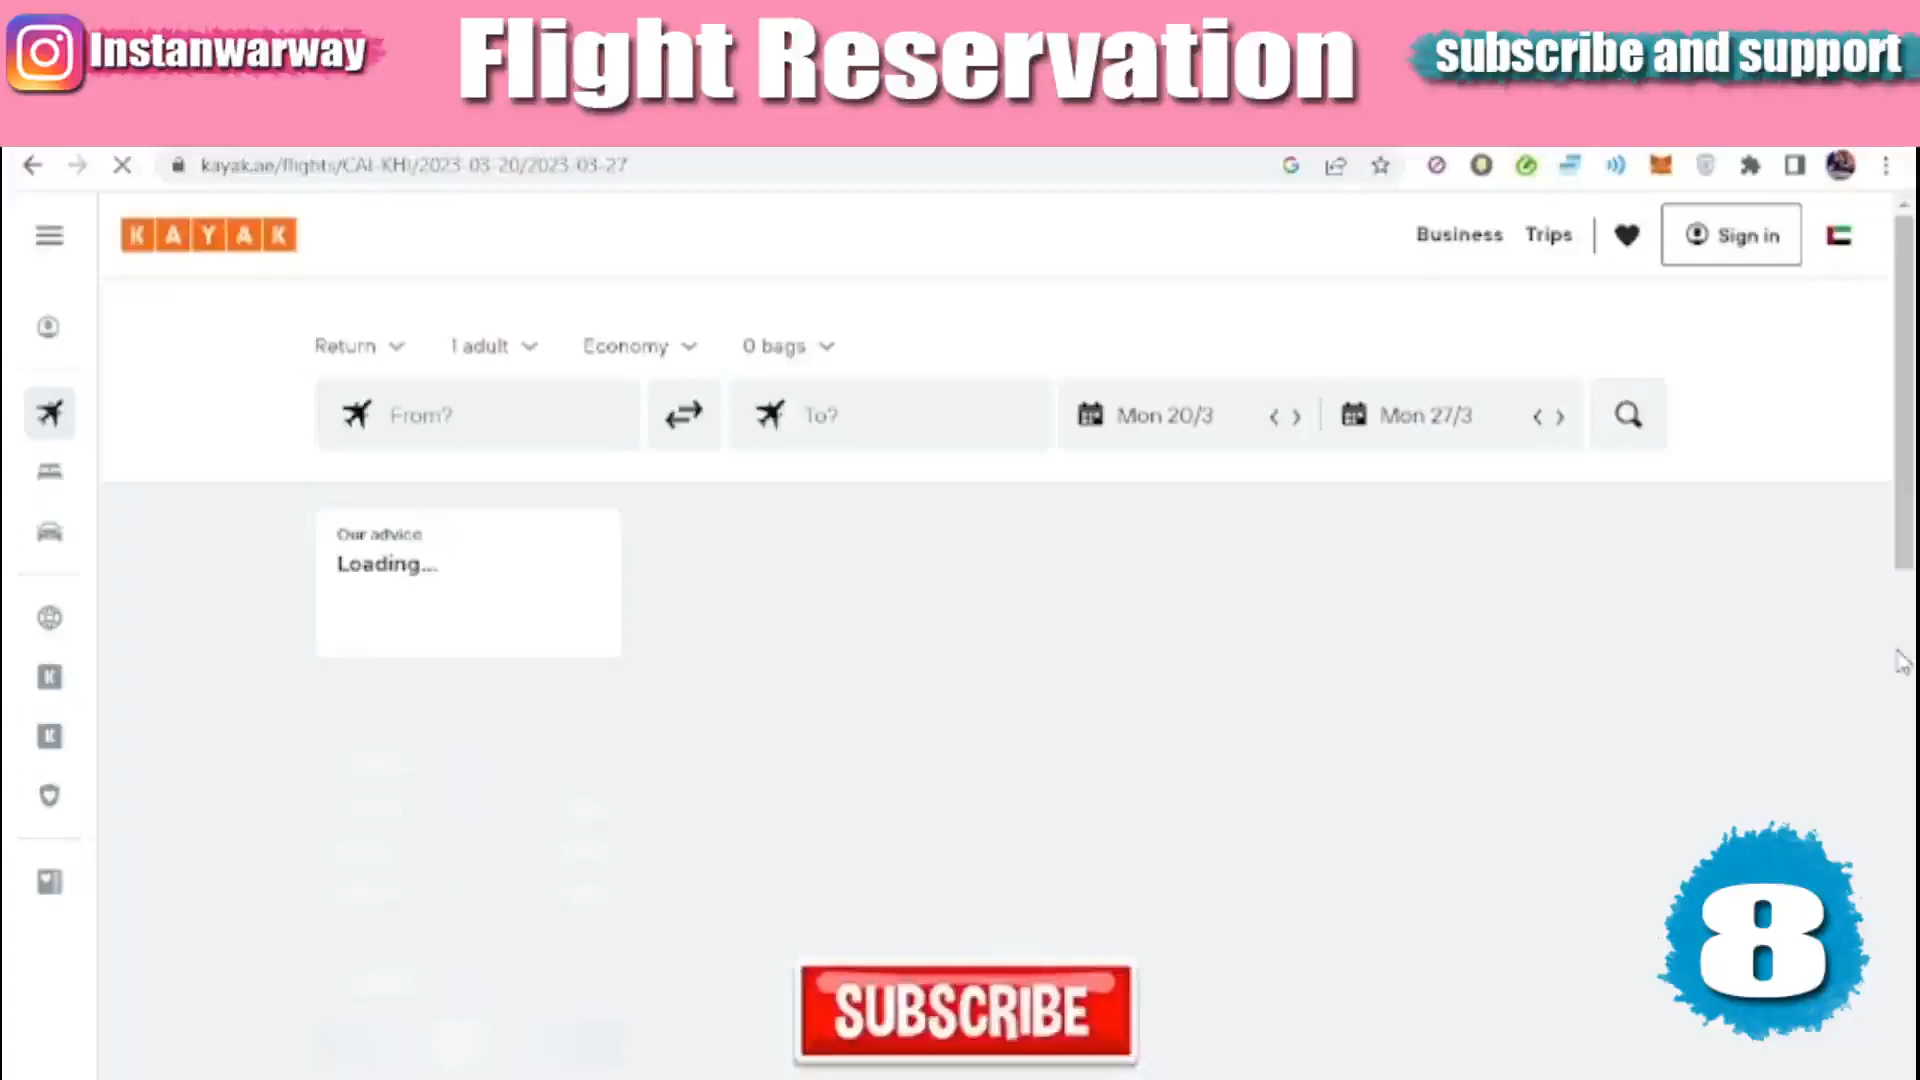 Instanwarway
Flight Reservation
subscribe and support
kayak.ae/flights/CAI-KHI/2023-03-20/2023-03-27
KAYAK
Business Trips Sign in
Return 1 adult Economy 0 bags
From? To? Mon 20/3 Mon 27/3
Our advice
Loading...
K
K
8
SUBSCRIBE